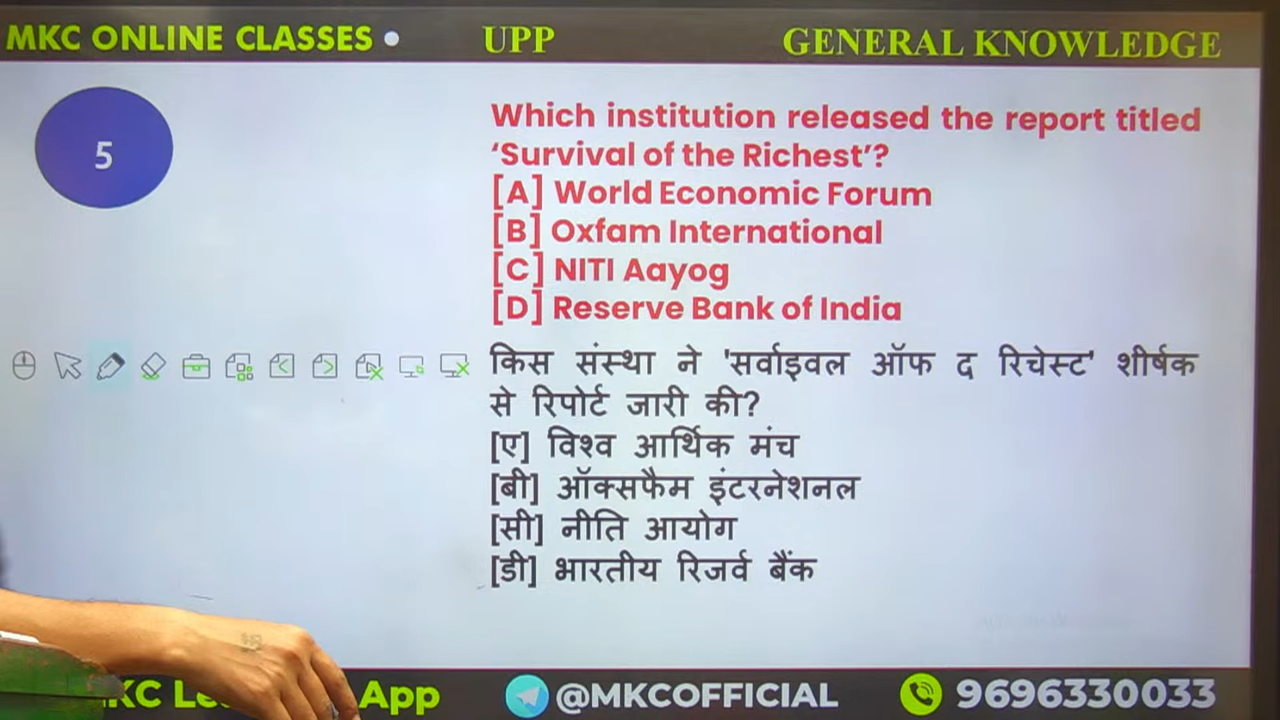 MKC ONLINE CLASSES UPP GENERAL KNOWLEDGE
5
Which institution released the report titled
‘Survival of the Richest’?
[A] World Economic Forum
[B] Oxfam International
[C] NITI Aayog
[D] Reserve Bank of India
किस संस्था ने 'सर्वाइवल ऑफ द रिचेस्ट' शीर्षक
से रिपोर्ट जारी की?
[ए] विश्व आर्थिक मंच
[बी] ऑक्सफैम इंटरनेशनल
[सी] नीति आयोग
[डी] भारतीय रिजर्व बैंक
App @MKCOFFICIAL 9696330033